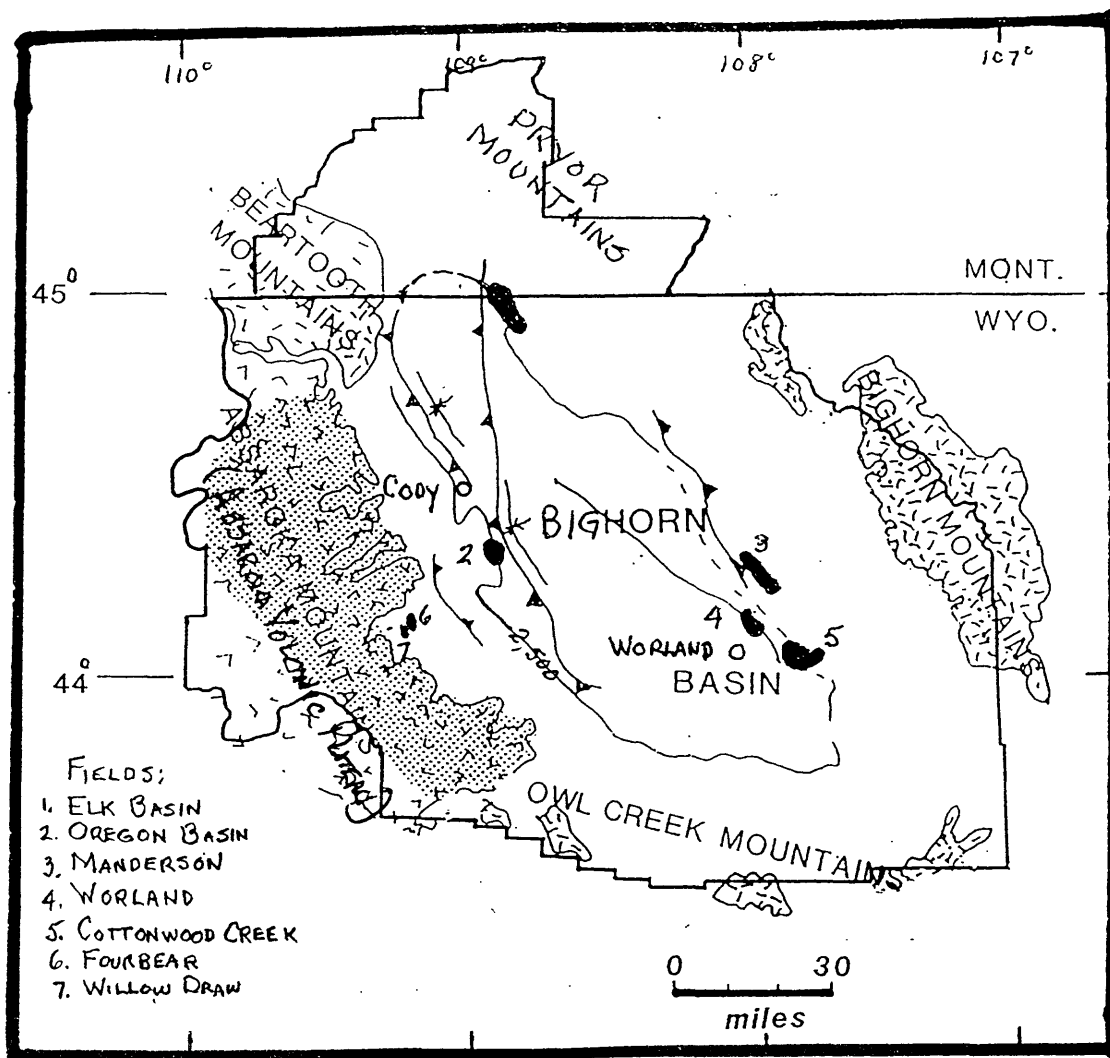 110°
109°
108°
107°
PRYOR
MOUNTAINS
BEARTOOTH
MOUNTAINS
45°
MONT.
WYO.
ABSAROKA MOUNTAINS
BIGHORN MOUNTAINS
CODY
BIGHORN
2
3
4
5
6
7
2,500
WORLAND
BASIN
44°
FIELDS;
1. ELK BASIN
2. OREGON BASIN
3. MANDERSON
4. WORLAND
5. COTTONWOOD CREEK
6. FOURBEAR
7. WILLOW DRAW
OWL CREEK MOUNTAINS
0 30
miles